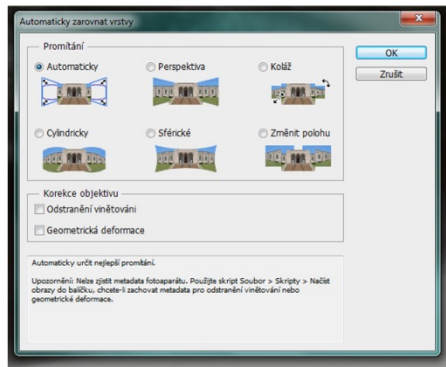 Automaticky zarovnat vrstvy
Promítání
Automaticky
Perspektiva
Koláž
Cylindricky
Sférické
Změnit polohu
OK
Zrušit
Korekce objektivu
Odstranění vinětování
Geometrická deformace
Automaticky určit nejlepší promítání.
Upozornění: Nelze zjistit metadata fotoaparátu. Použijte skript Soubor > Skripty > Načíst
obrazy do balíčku, chcete-li zachovat metadata pro odstranění vinětování nebo
geometrické deformace.